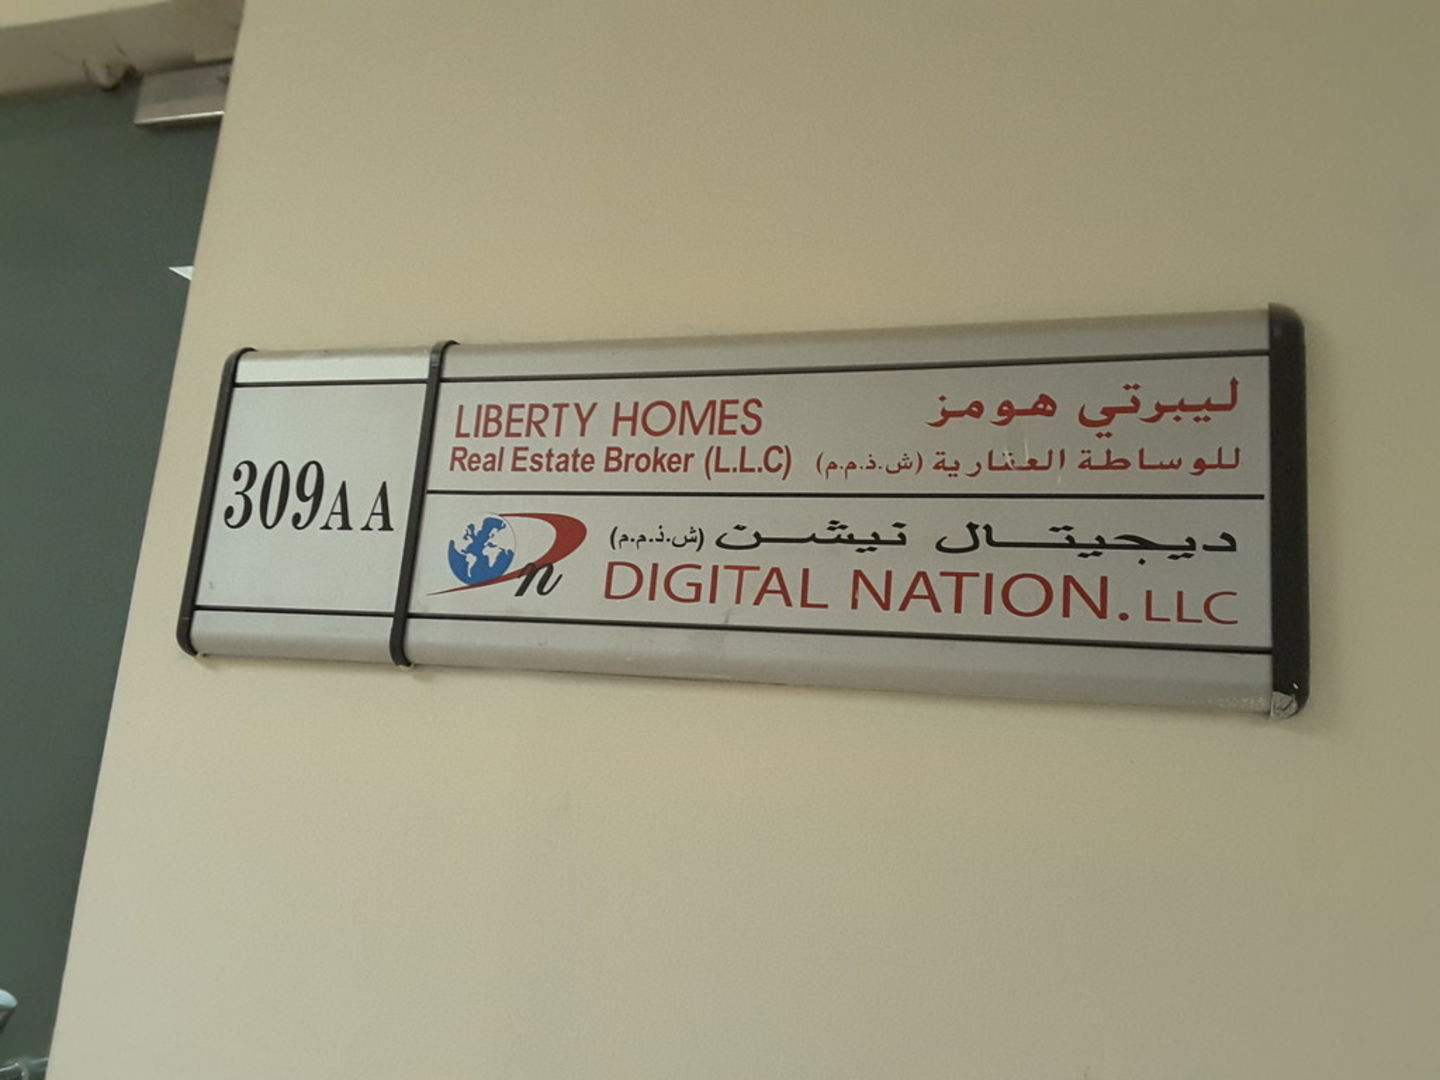 309AA
LIBERTY HOMES
Real Estate Broker (L.L.C)
ليبرتي هومز
للوساطة العقارية (ش.ذ.م.م)
n
ديجيتال نيشن (ش.ذ.م.م)
DIGITAL NATION. LLC